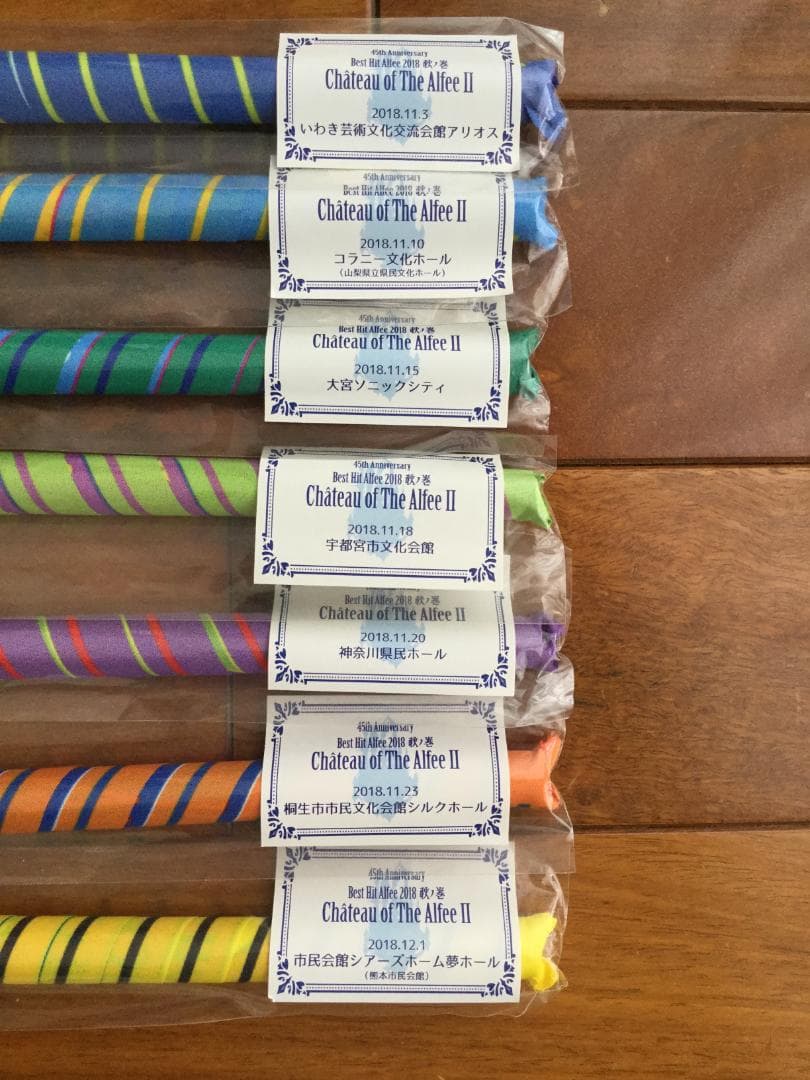 45th Anniversary
Best Hit Alfee 2018 秋ノ巻
Château of The Alfee II
2018.11.3
いわき芸術文化交流会館アリオス
45th Anniversary
Best Hit Alfee 2018 秋ノ巻
Château of The Alfee II
2018.11.10
コラニー文化ホール
（山梨県立県民文化ホール）
45th Anniversary
Best Hit Alfee 2018 秋ノ巻
Château of The Alfee II
2018.11.15
大宮ソニックシティ
45th Anniversary
Best Hit Alfee 2018 秋ノ巻
Château of The Alfee II
2018.11.18
宇都宮市文化会館
45th Anniversary
Best Hit Alfee 2018 秋ノ巻
Château of The Alfee II
2018.11.20
神奈川県民ホール
45th Anniversary
Best Hit Alfee 2018 秋ノ巻
Château of The Alfee II
2018.11.23
桐生市市民文化会館シルクホール
45th Anniversary
Best Hit Alfee 2018 秋ノ巻
Château of The Alfee II
2018.12.1
市民会館シアーズホーム夢ホール
（熊本市民会館）